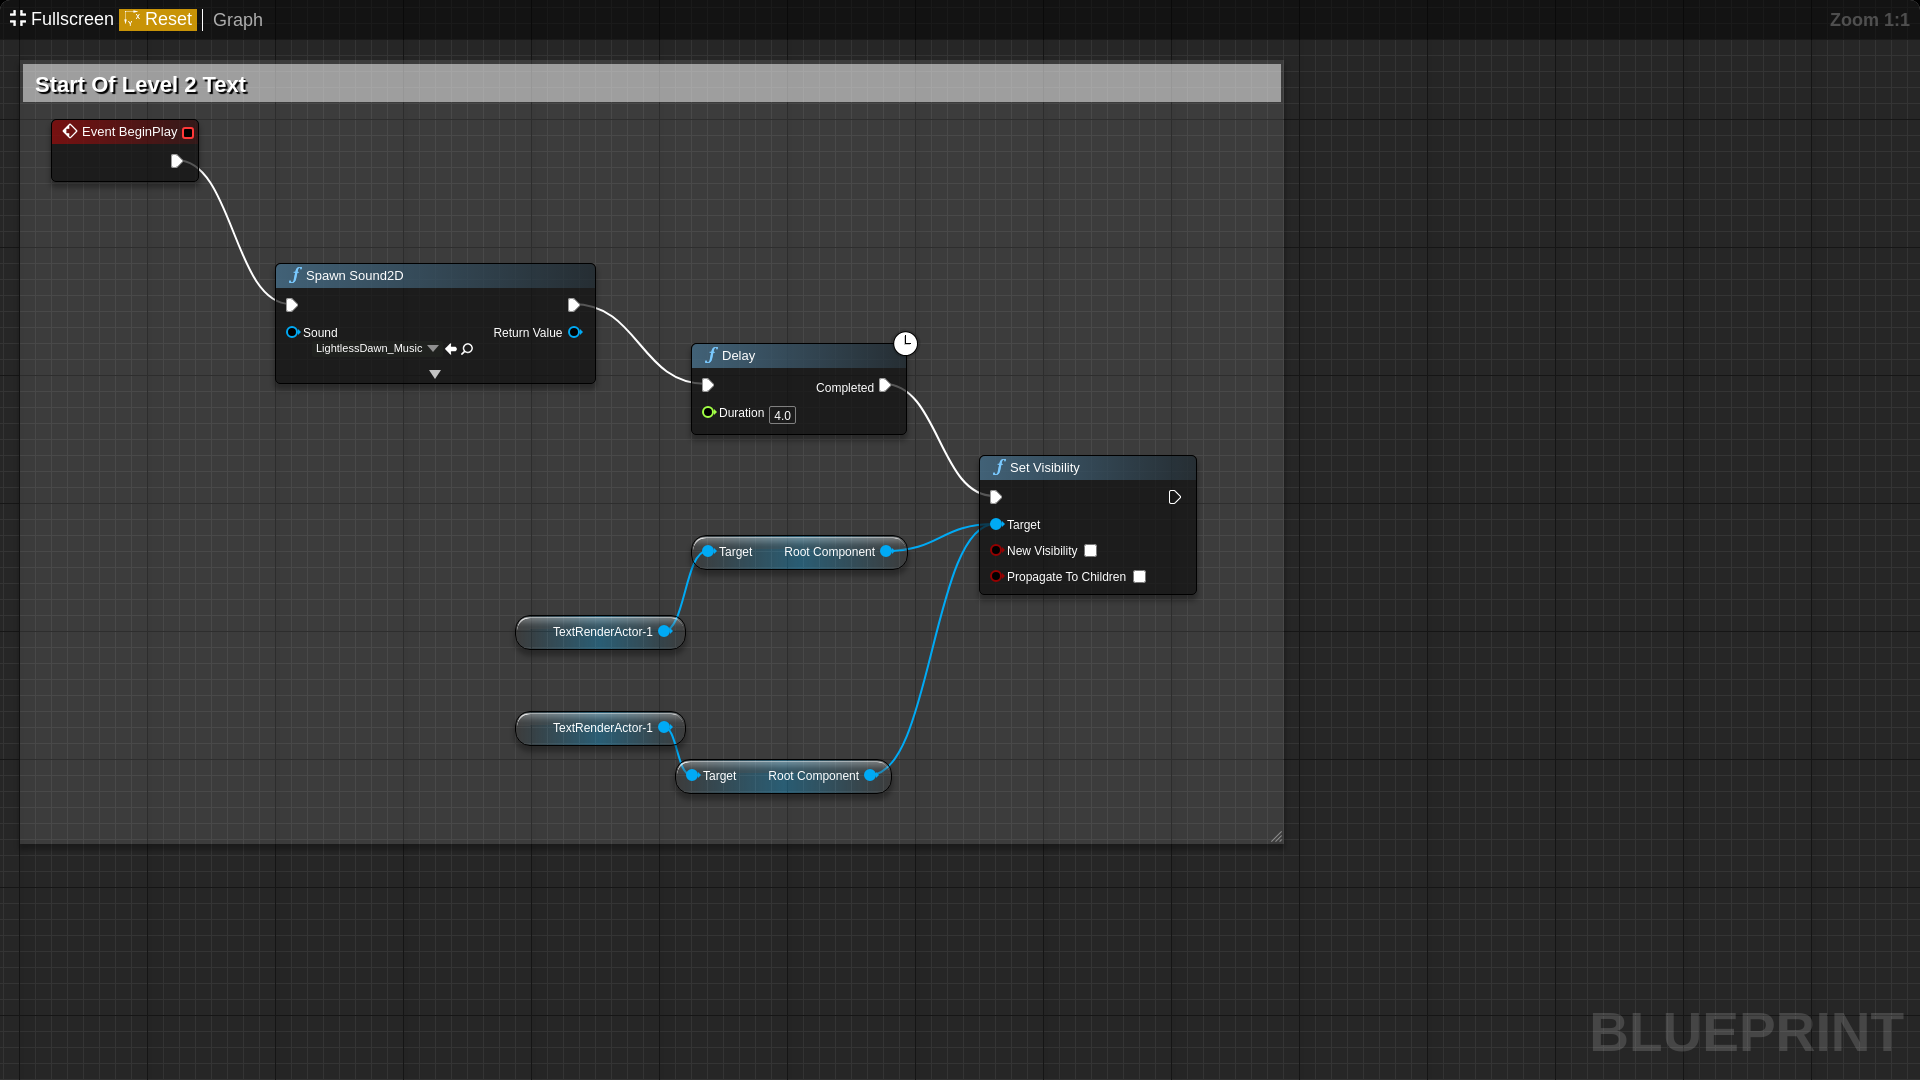 Fullscreen Reset Graph Zoom 1:1
Start Of Level 2 Text
Event BeginPlay
Spawn Sound2D
Sound Return Value
LightlessDawn_Music
Delay
Completed
Duration 4.0
Set Visibility
Target
New Visibility
Propagate To Children
Target Root Component
TextRenderActor-1
TextRenderActor-1
Target Root Component
BLUEPRINT